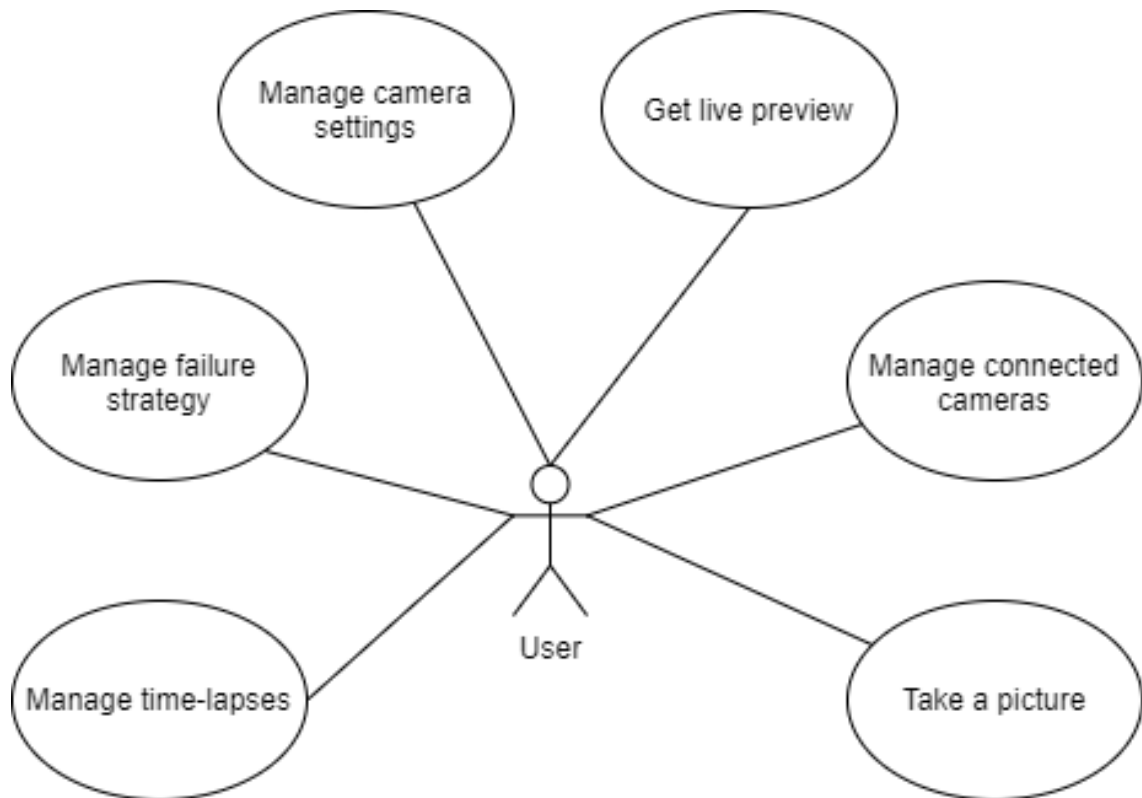 Manage camera
settings
Get live preview
Manage failure
strategy
Manage connected
cameras
User
Manage time-lapses
Take a picture